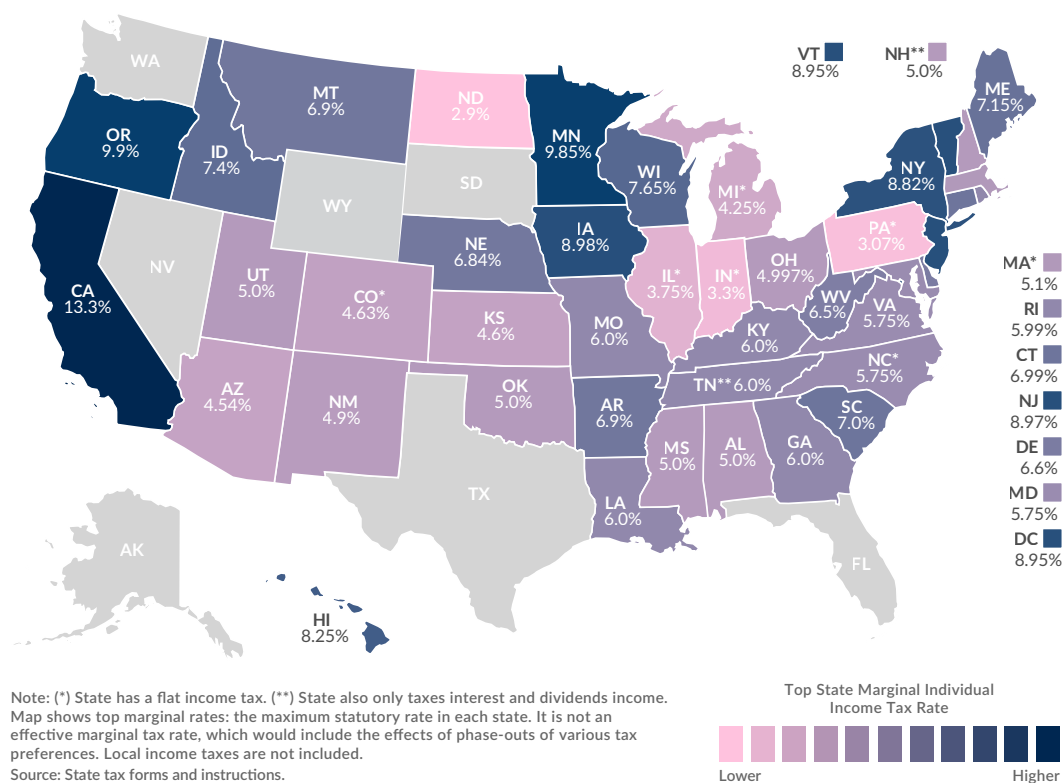 WA
VT
8.95%
NH**
5.0%
ME
7.15%
MT
6.9%
ND
2.9%
OR
9.9%
ID
7.4%
MN
9.85%
WI
7.65%
NY
8.82%
SD
MI*
4.25%
WY
IA
8.98%
PA*
3.07%
NE
6.84%
NV
UT
5.0%
CO*
4.63%
IL*
3.75%
IN*
3.3%
OH
4.997%
MA*
5.1%
CA
13.3%
WV
6.5%
VA
5.75%
RI
5.99%
KS
4.6%
MO
6.0%
KY
6.0%
CT
6.99%
NC*
5.75%
AZ
4.54%
NM
4.9%
OK
5.0%
TN** 6.0%
NJ
8.97%
AR
6.9%
SC
7.0%
DE
6.6%
MS
5.0%
AL
5.0%
GA
6.0%
MD
5.75%
TX
LA
6.0%
DC
8.95%
AK
FL
HI
8.25%
Note: (*) State has a flat income tax. (**) State also only taxes interest and dividends income.
Map shows top marginal rates: the maximum statutory rate in each state. It is not an
effective marginal tax rate, which would include the effects of phase-outs of various tax
preferences. Local income taxes are not included.
Source: State tax forms and instructions.
Top State Marginal Individual
Income Tax Rate
Lower
Higher